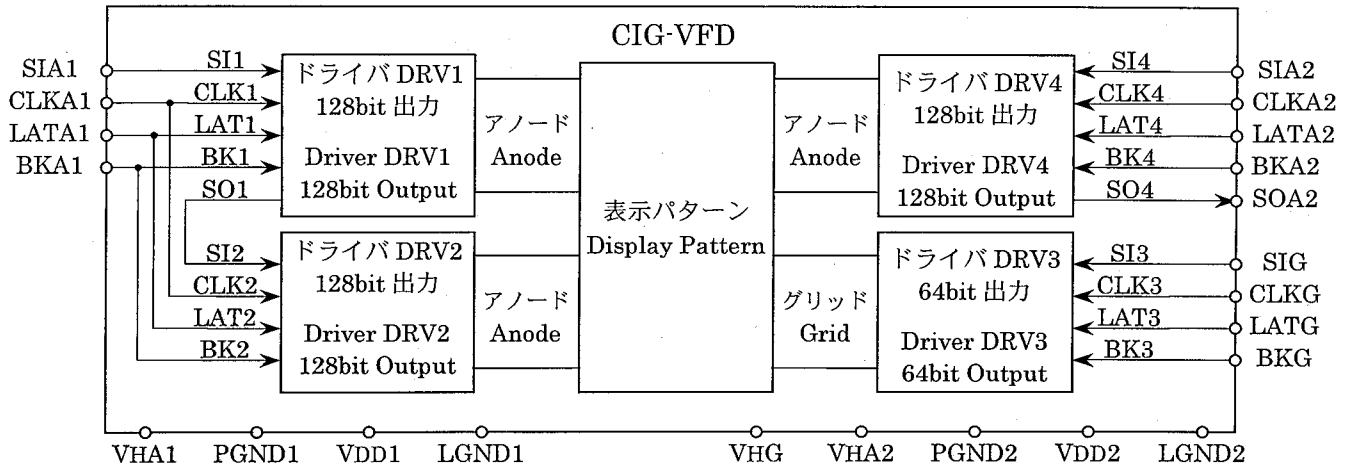 CIG-VFD
SIA1
CLKA1
LATA1
BKA1
SI1
CLK1
LAT1
BK1
SO1
SI2
CLK2
LAT2
BK2
ドライバ DRV1
128bit 出力
Driver DRV1
128bit Output
ドライバ DRV2
128bit 出力
Driver DRV2
128bit Output
アノード
Anode
アノード
Anode
表示パターン
Display Pattern
アノード
Anode
グリッド
Grid
ドライバ DRV4
128bit 出力
Driver DRV4
128bit Output
ドライバ DRV3
64bit 出力
Driver DRV3
64bit Output
SI4
CLK4
LAT4
BK4
SO4
SI3
CLK3
LAT3
BK3
SIA2
CLKA2
LATA2
BKA2
SOA2
SIG
CLKG
LATG
BKG
VHA1 PGND1 VDD1 LGND1 VHG VHA2 PGND2 VDD2 LGND2